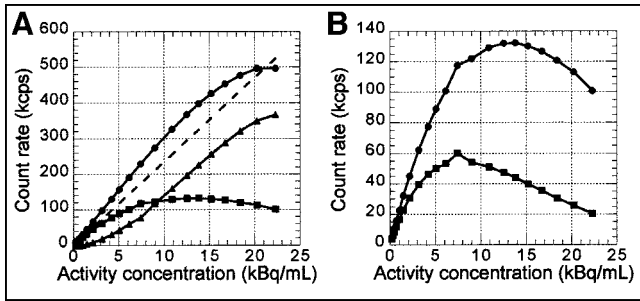 A
600
500
400
300
200
100
0
Count rate (kcps)
0 5 10 15 20 25
Activity concentration (kBq/mL)
B
140
120
100
80
60
40
20
0
Count rate (kcps)
0 5 10 15 20 25
Activity concentration (kBq/mL)